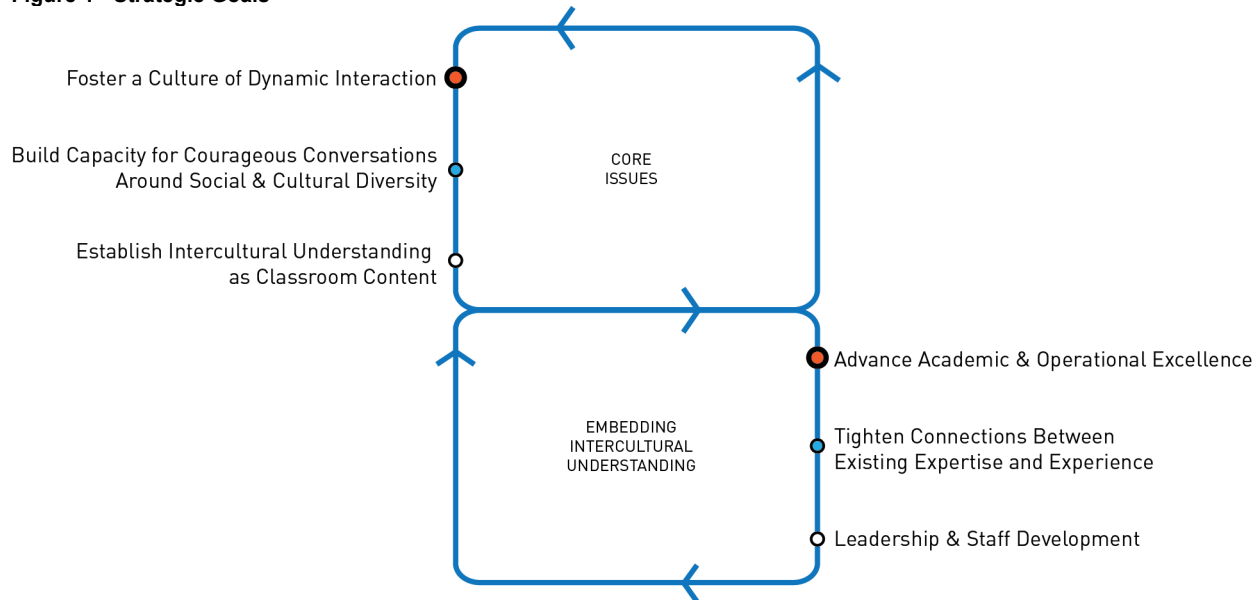 Foster a Culture of Dynamic Interaction
Build Capacity for Courageous Conversations
Around Social & Cultural Diversity
CORE
ISSUES
Establish Intercultural Understanding
as Classroom Content
Advance Academic & Operational Excellence
EMBEDDING
INTERCULTURAL
UNDERSTANDING
Tighten Connections Between
Existing Expertise and Experience
Leadership & Staff Development